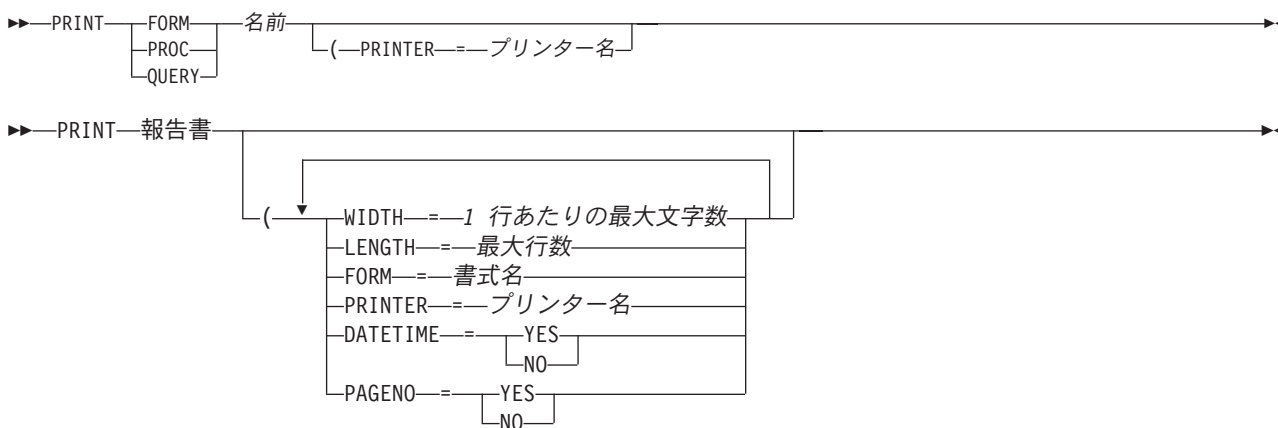 PRINT FORM 名前
PROC ( PRINTER = プリンター名
QUERY
PRINT 報告書
( WIDTH = 1 行あたりの最大文字数
LENGTH = 最大行数
FORM = 書式名
PRINTER = プリンター名
DATETIME = YES
NO
PAGENO = YES
NO